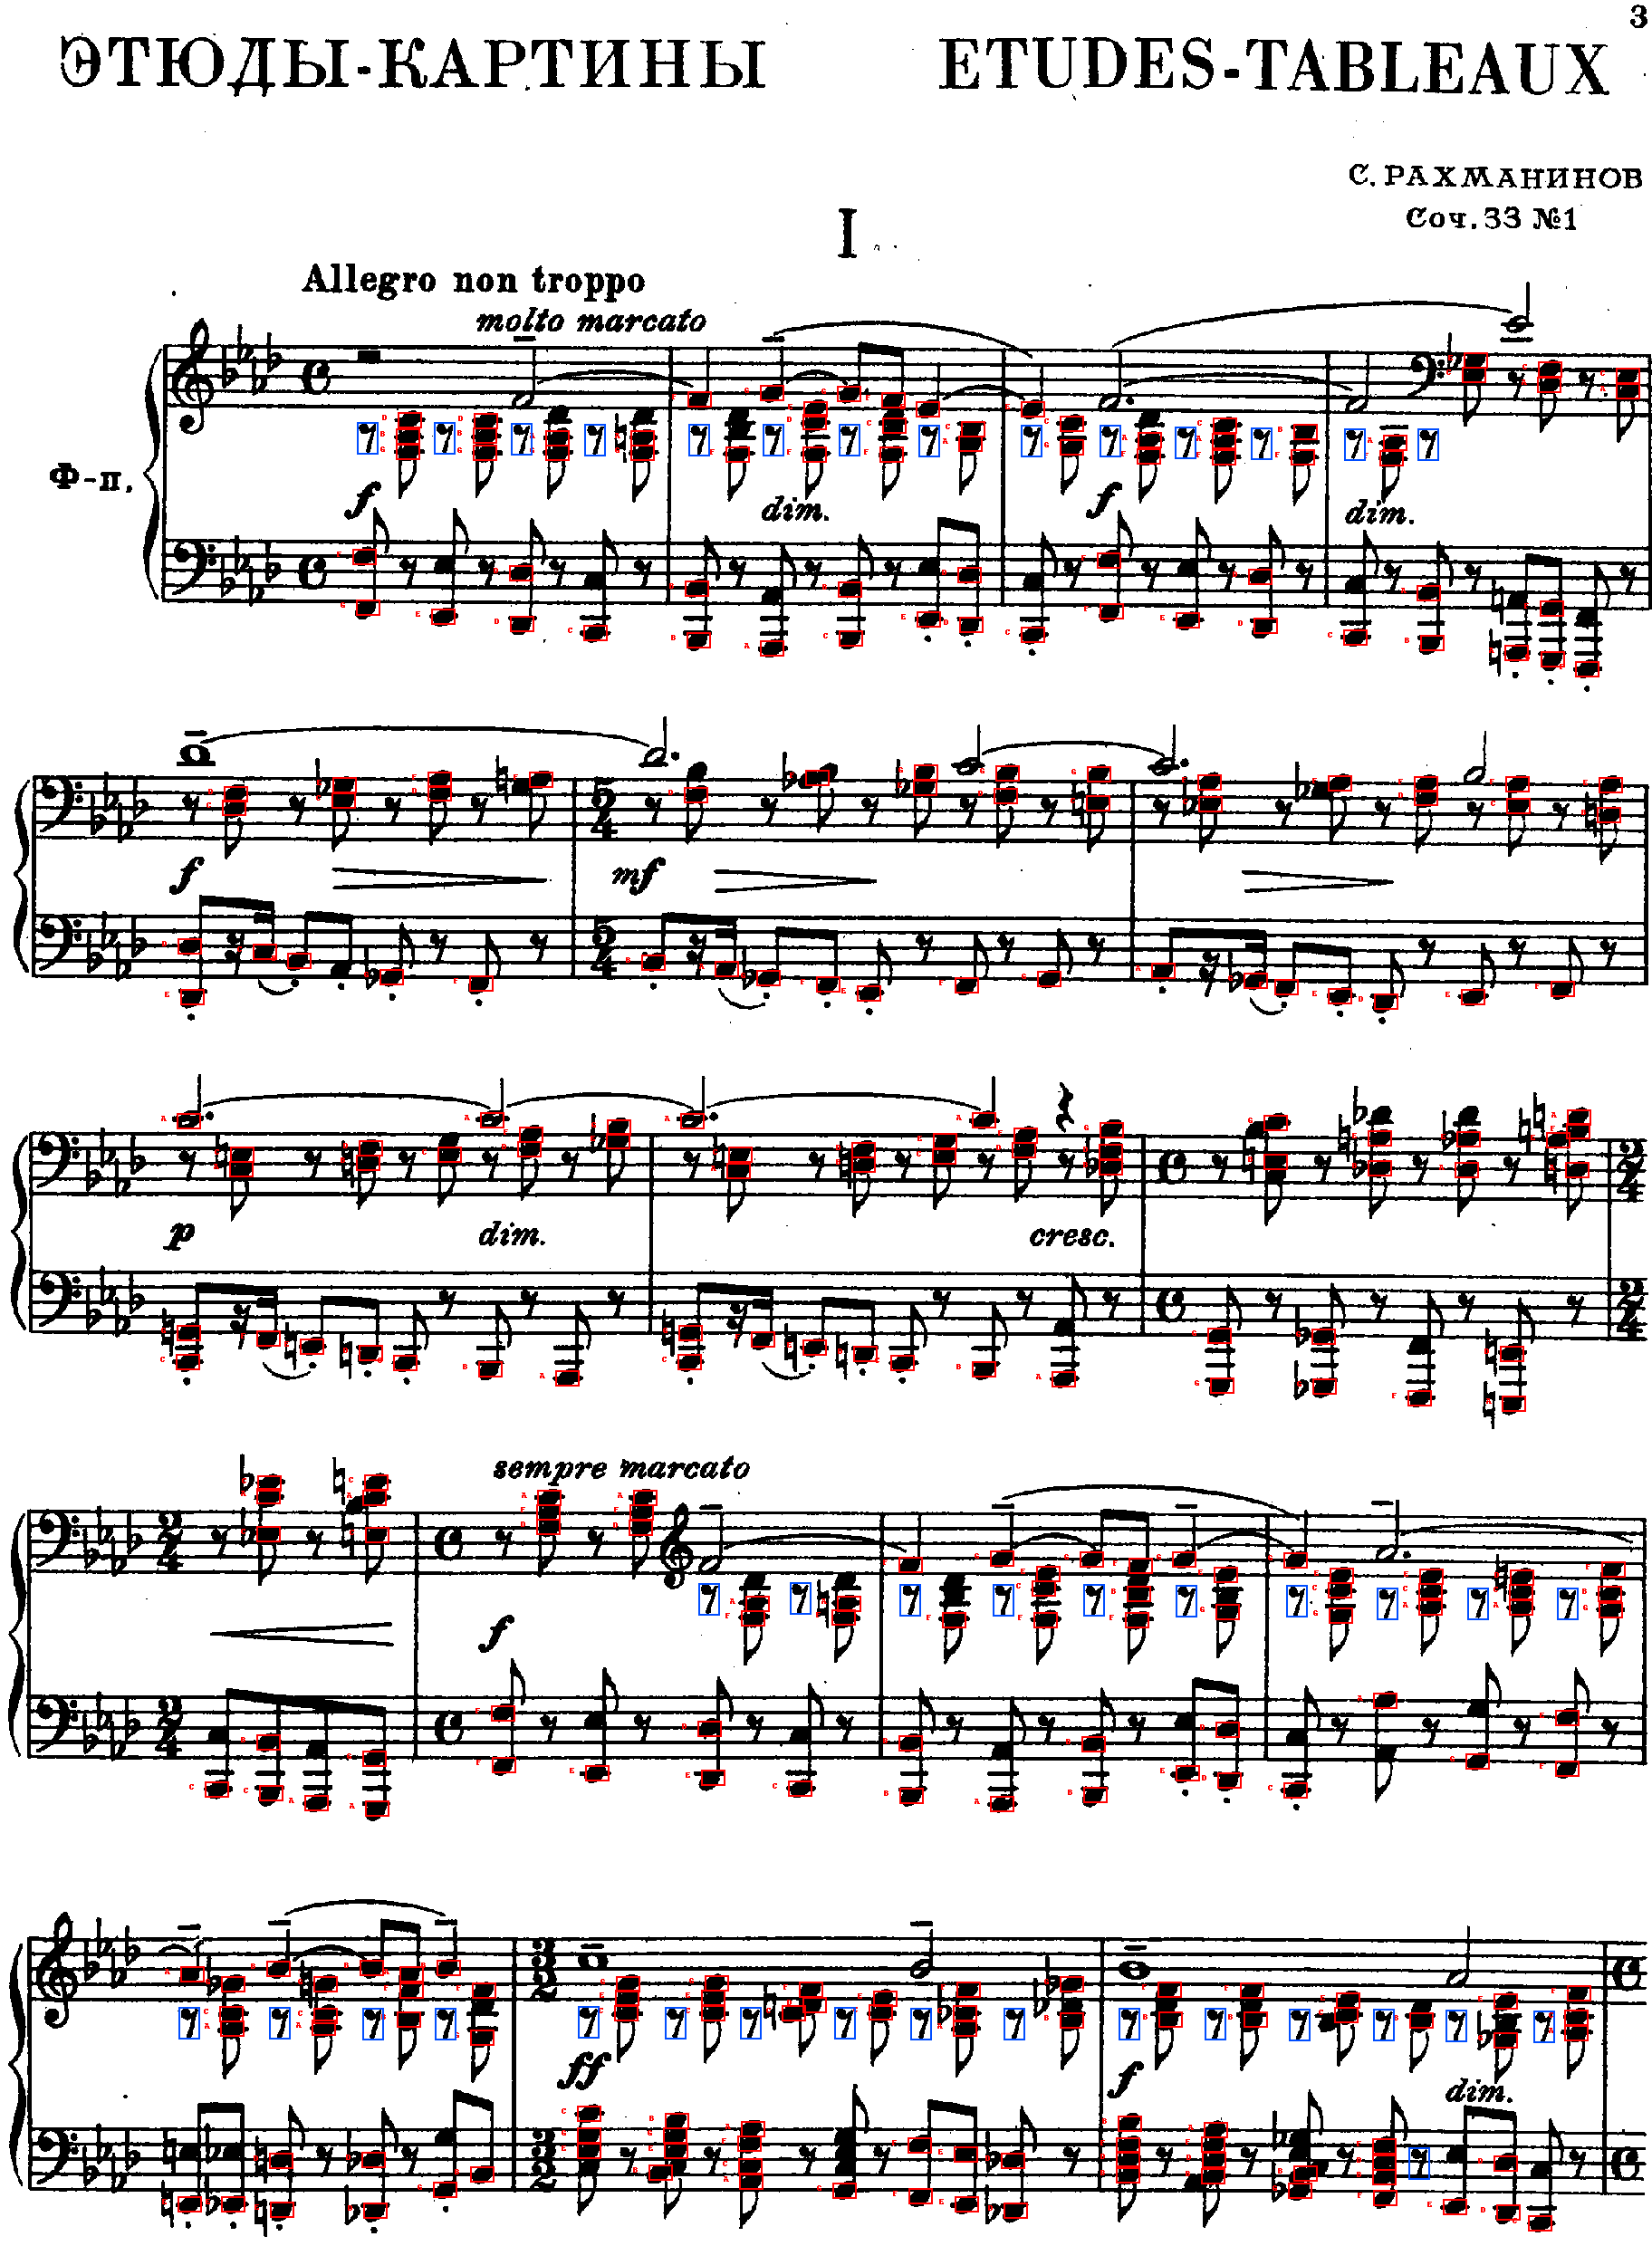 3
ЭТЮДЫ-КАРТИНЫ ETUDES-TABLEAUX
С. РАХМАНИНОВ
Соч. 33 №1
I
Allegro non troppo
molto marcato
Ф-п.
f dim. f dim.
f mf
p dim. cresc.
sempre marcato
f
ff f dim.